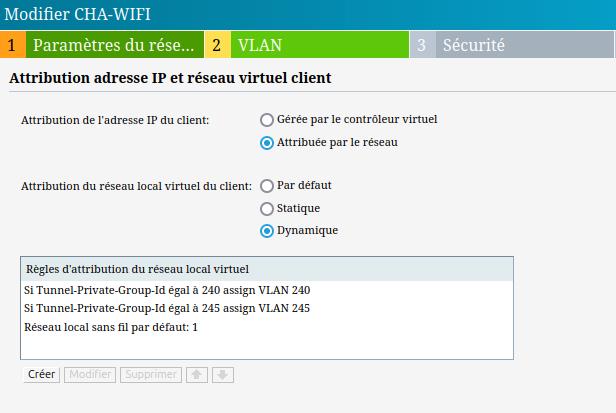 Modifier CHA-WIFI
1 Paramètres du rése... 2 VLAN 3 Sécurité
Attribution adresse IP et réseau virtuel client
Attribution de l'adresse IP du client: Gérée par le contrôleur virtuel
Attribuée par le réseau
Attribution du réseau local virtuel du client: Par défaut
Statique
Dynamique
Règles d'attribution du réseau local virtuel
Si Tunnel-Private-Group-Id égal à 240 assign VLAN 240
Si Tunnel-Private-Group-Id égal à 245 assign VLAN 245
Réseau local sans fil par défaut: 1
Créer Modifier Supprimer